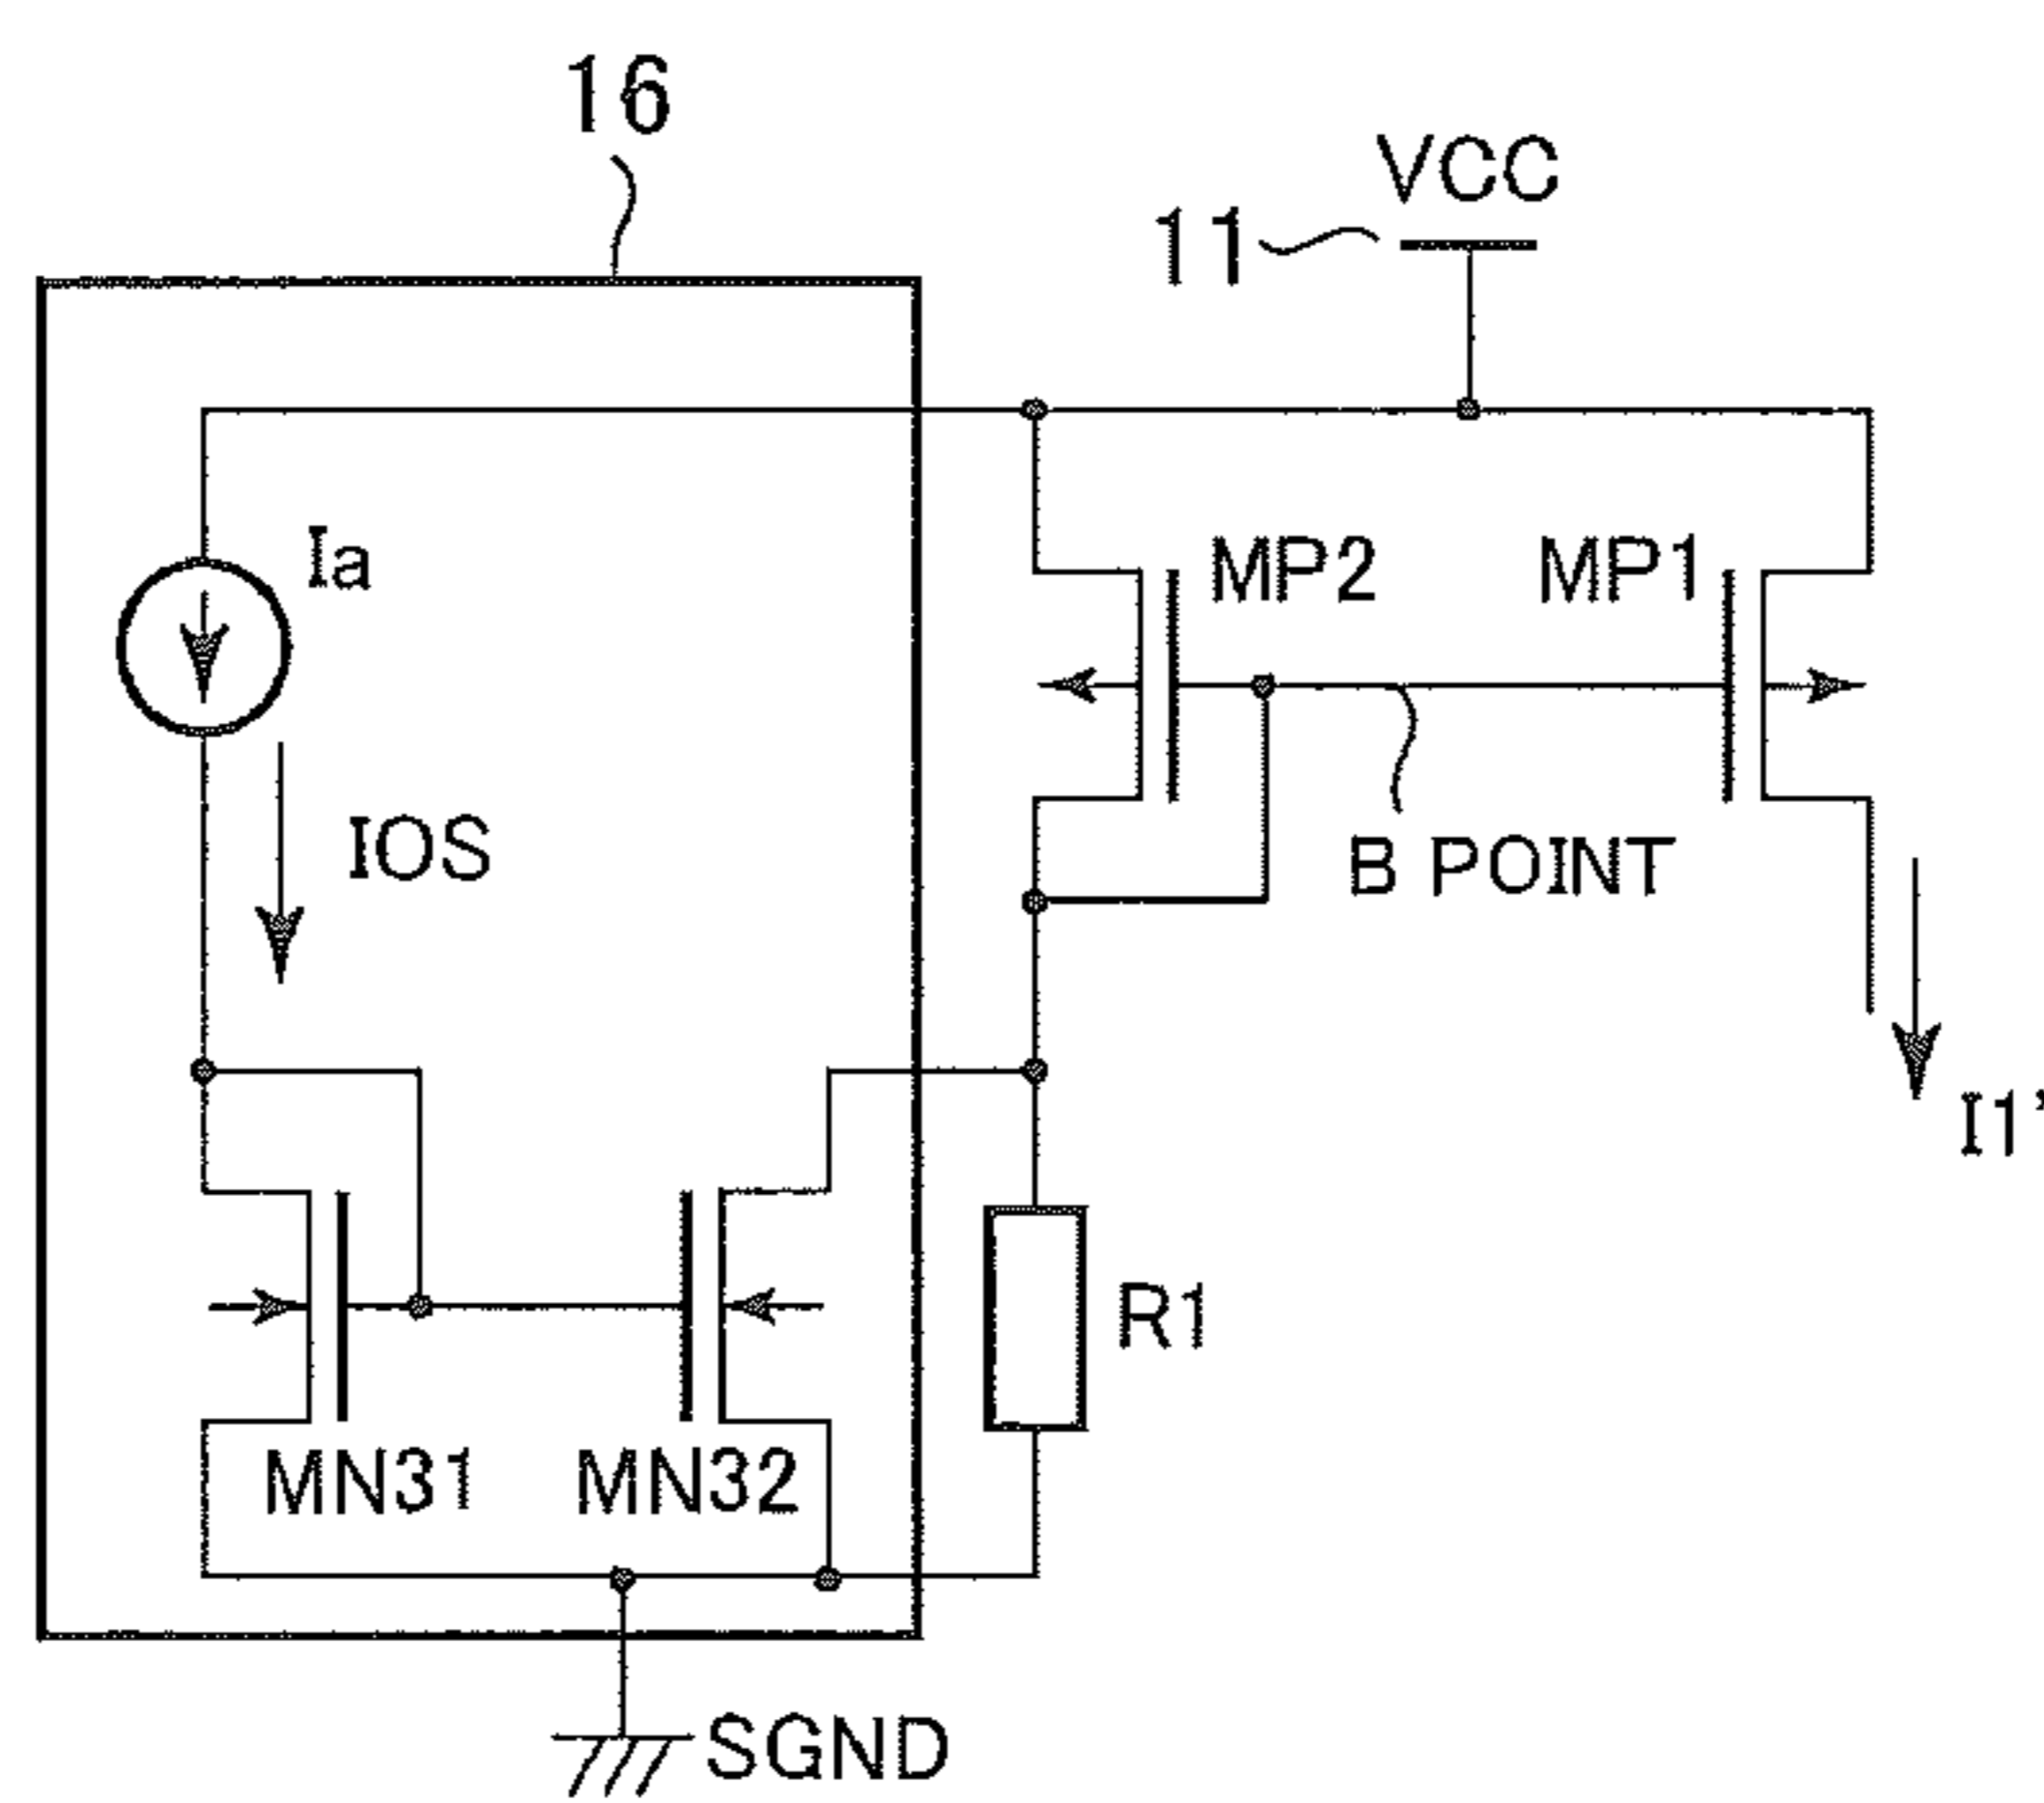 16
VCC
11
Ia
MP2
MP1
IOS
B POINT
I1'
R1
MN31
MN32
SGND